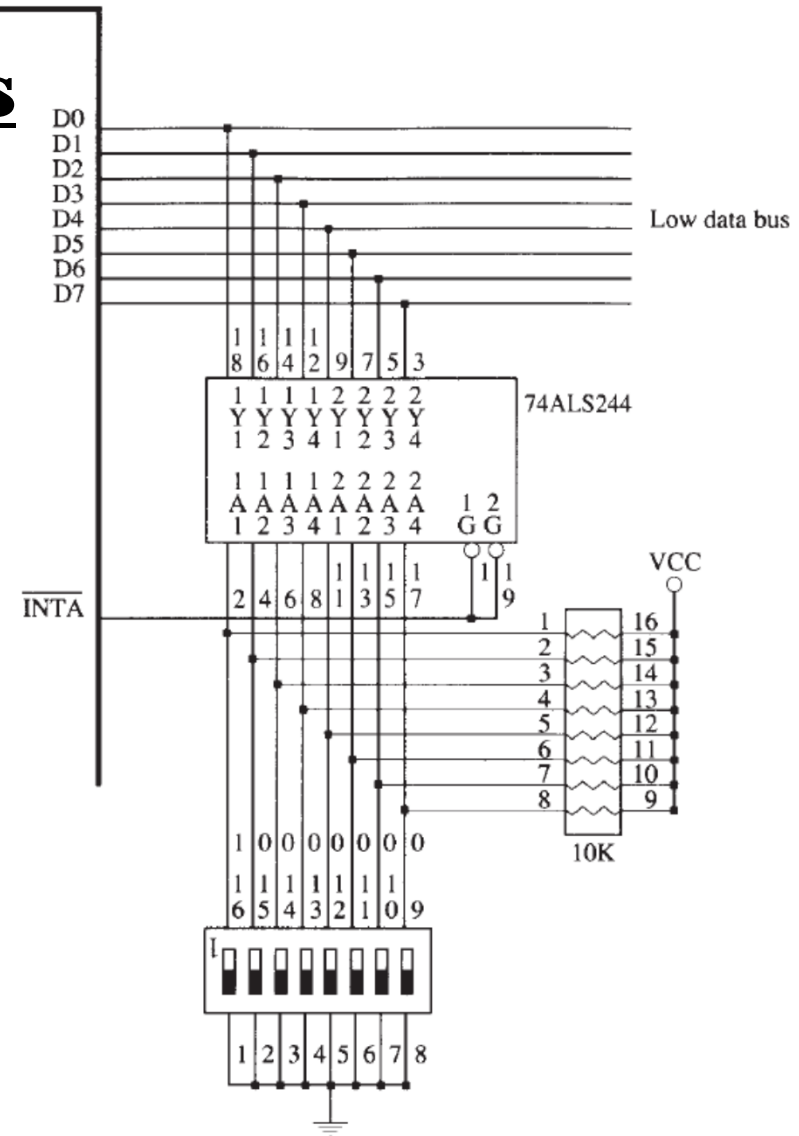 s
D0
D1
D2
D3
D4
D5
D6
D7
Low data bus
18 16 14 12 9 7 5 3
1Y1 1Y2 1Y3 1Y4 2Y1 2Y2 2Y3 2Y4
74ALS244
1A1 1A2 1A3 1A4 2A1 2A2 2A3 2A4 1G 2G
INTA
2 4 6 8 11 13 15 17 1 19
VCC
1 16
2 15
3 14
4 13
5 12
6 11
7 10
8 9
10K
1 0 0 0 0 0 0 0
16 15 14 13 12 11 10 9
1
1 2 3 4 5 6 7 8